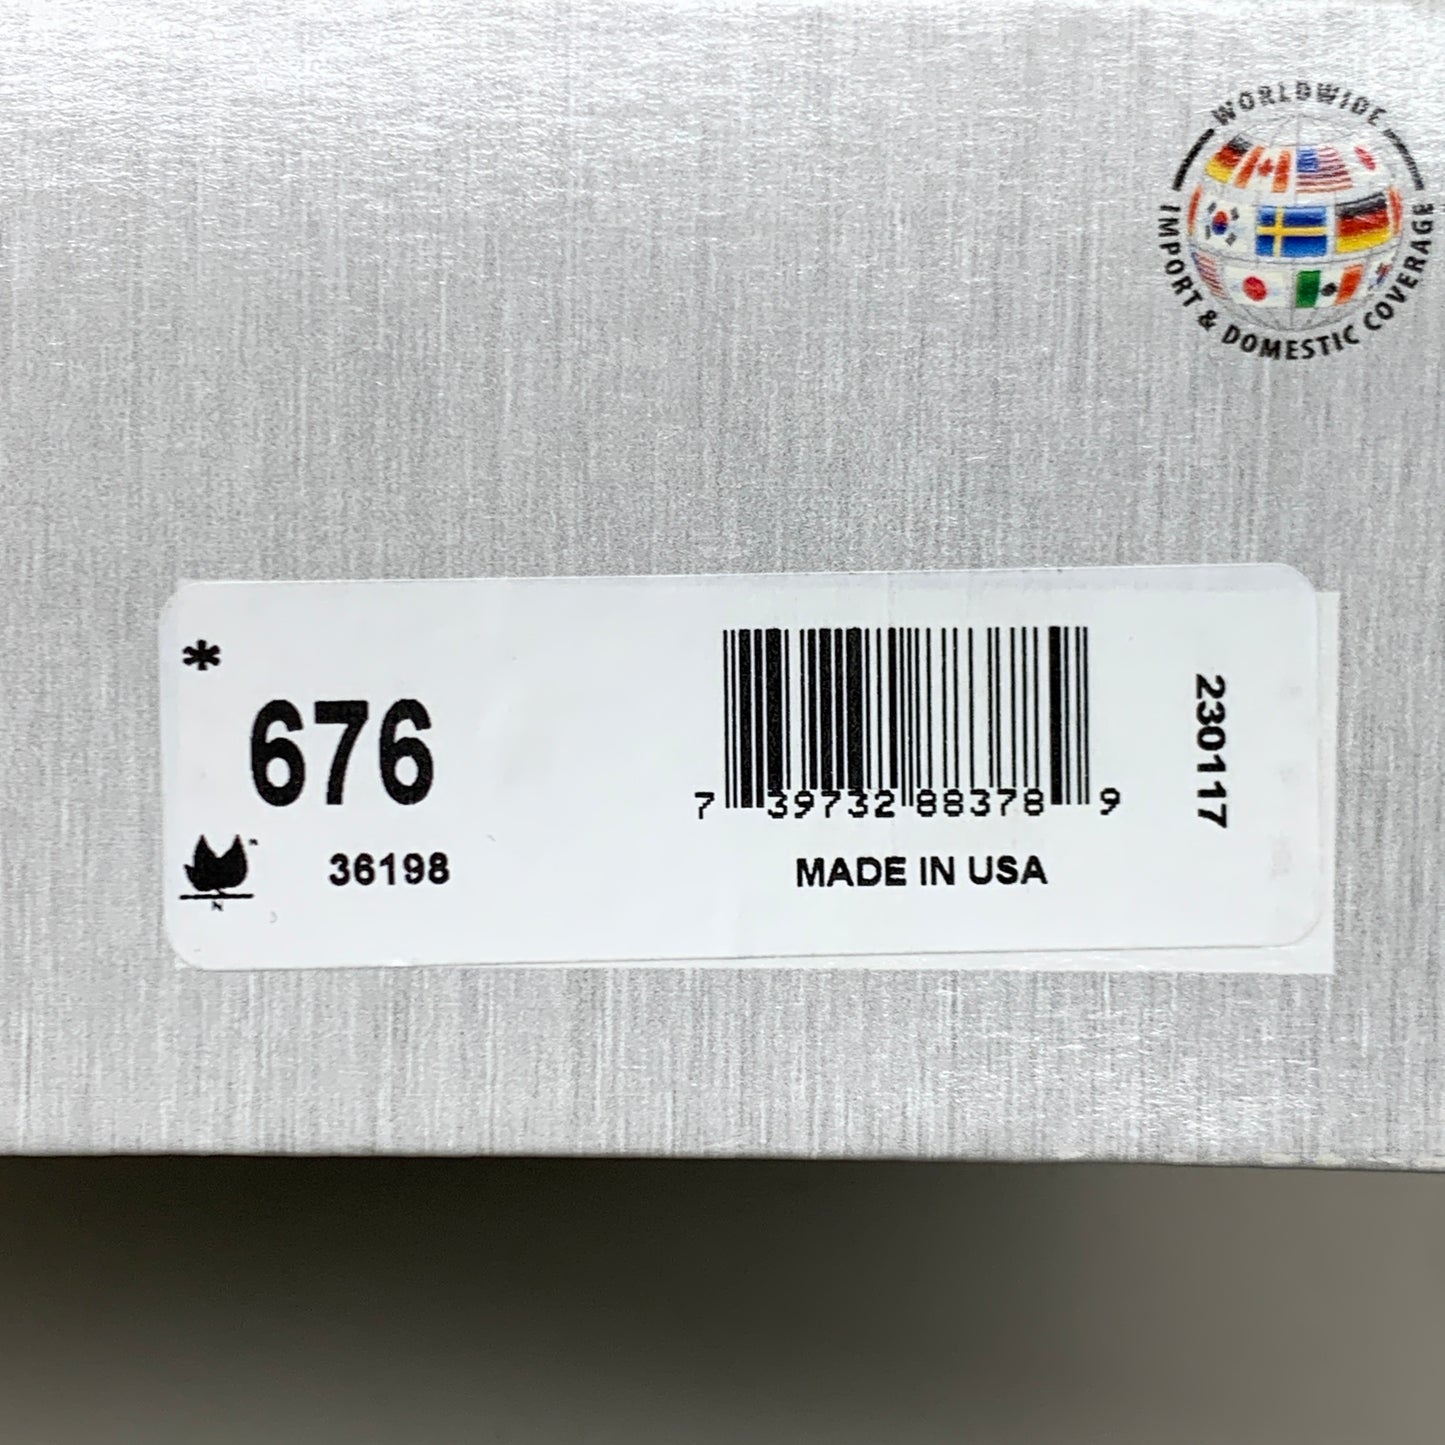 WORLDWIDE
IMPORT & DOMESTIC COVERAGE
*
676
36198
N
7 39732 88378 9
MADE IN USA
230117